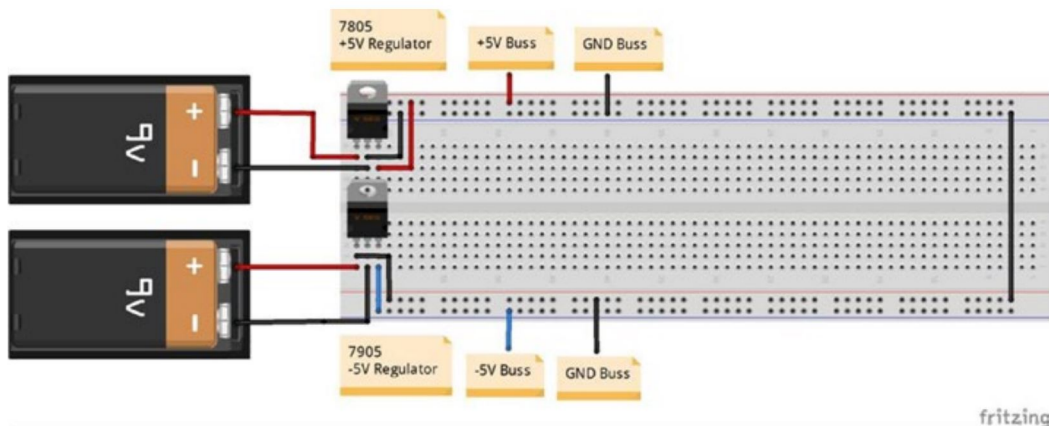 7805
+5V Regulator
+5V Buss
GND Buss
9V
+
−
9V
+
−
7905
-5V Regulator
-5V Buss
GND Buss
fritzing